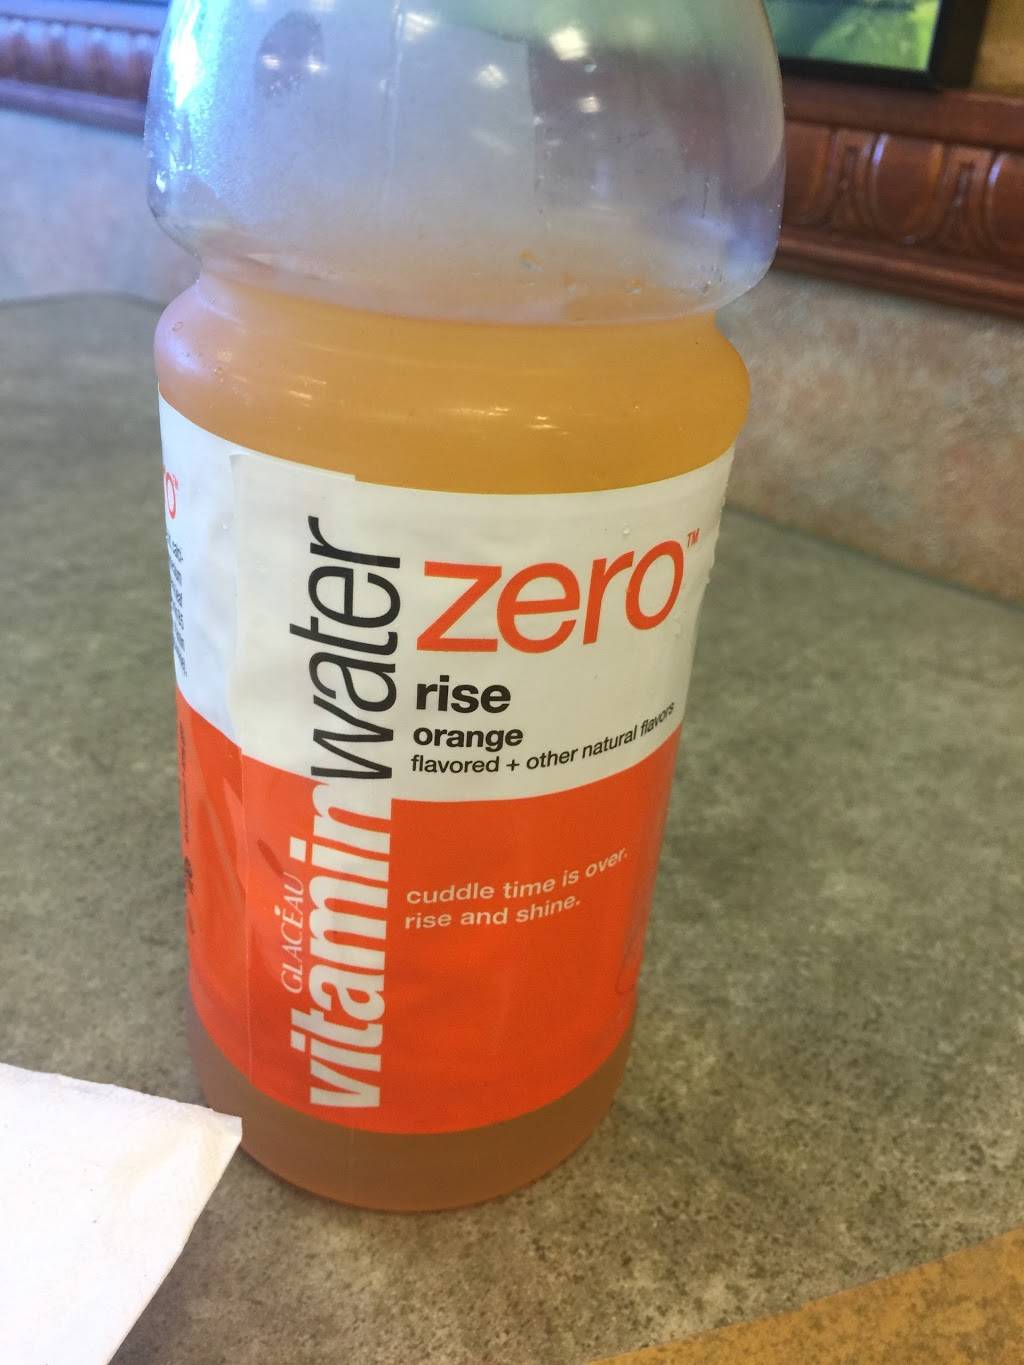 GLACÉAU
vitaminwater
zero™
rise
orange
flavored + other natural flavors
cuddle time is over.
rise and shine.